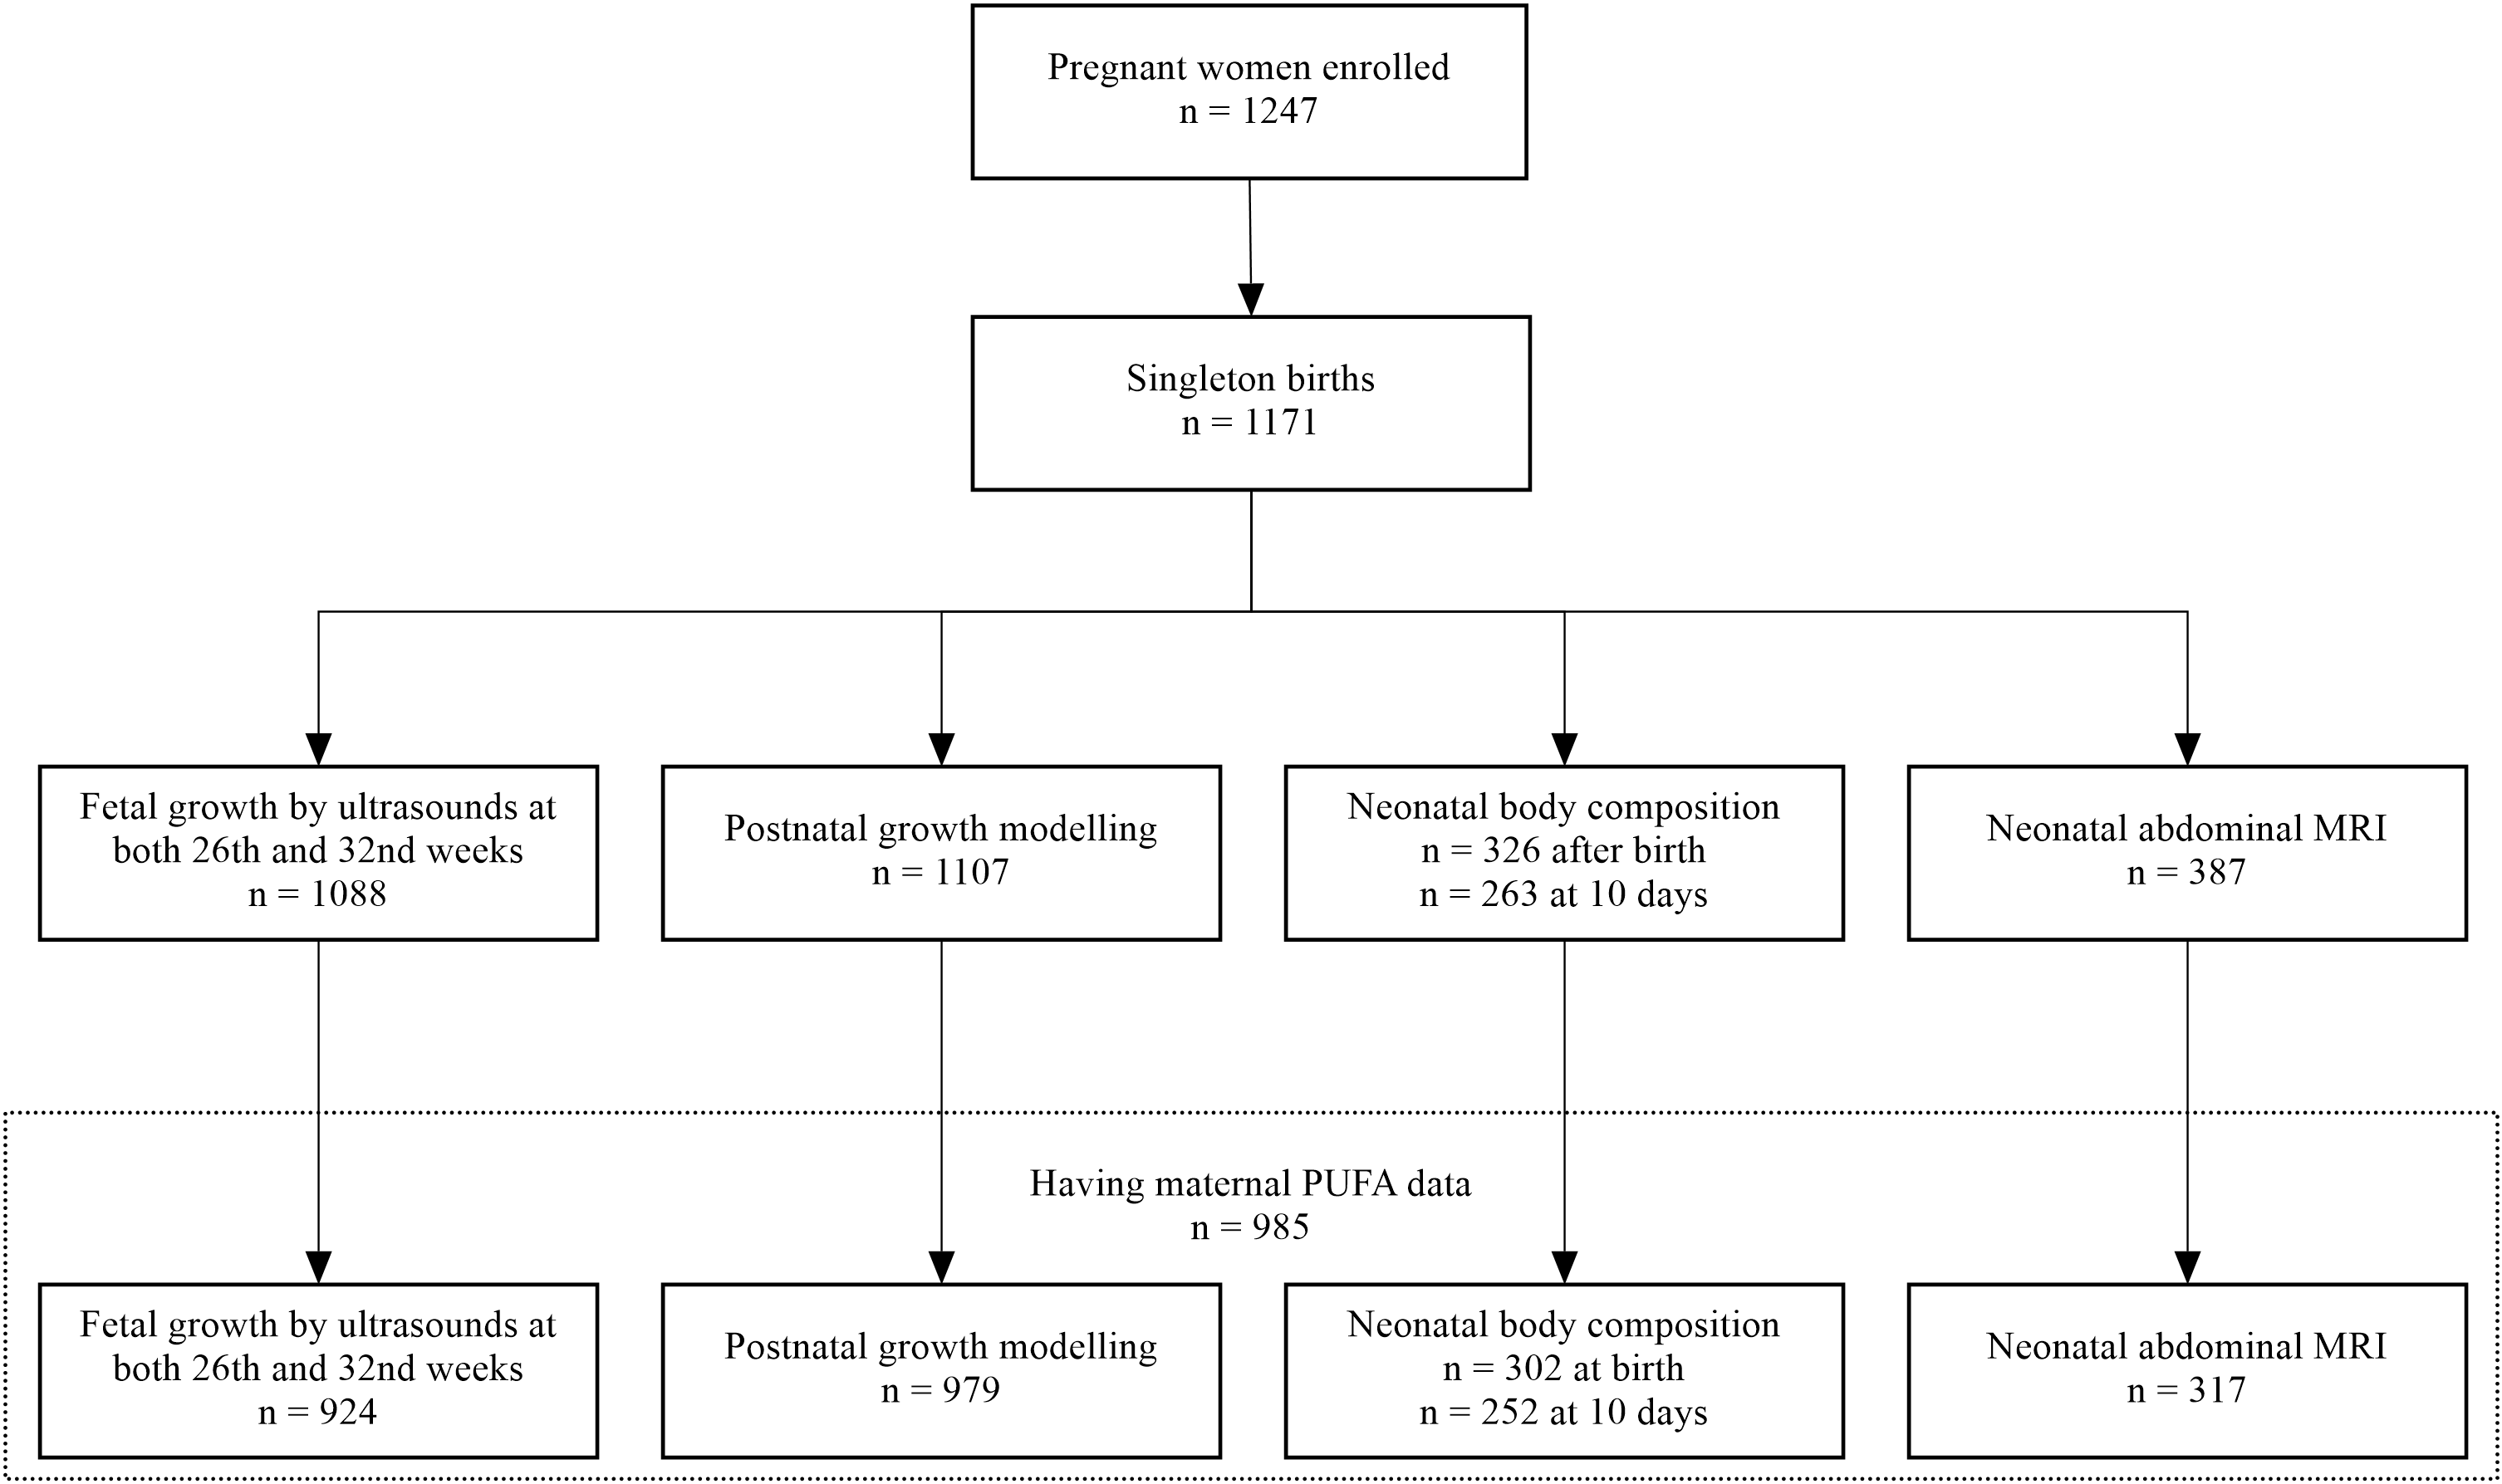 Pregnant women enrolled
n = 1247
Singleton births
n = 1171
Fetal growth by ultrasounds at
both 26th and 32nd weeks
n = 1088
Postnatal growth modelling
n = 1107
Neonatal body composition
n = 326 after birth
n = 263 at 10 days
Neonatal abdominal MRI
n = 387
Having maternal PUFA data
n = 985
Fetal growth by ultrasounds at
both 26th and 32nd weeks
n = 924
Postnatal growth modelling
n = 979
Neonatal body composition
n = 302 at birth
n = 252 at 10 days
Neonatal abdominal MRI
n = 317